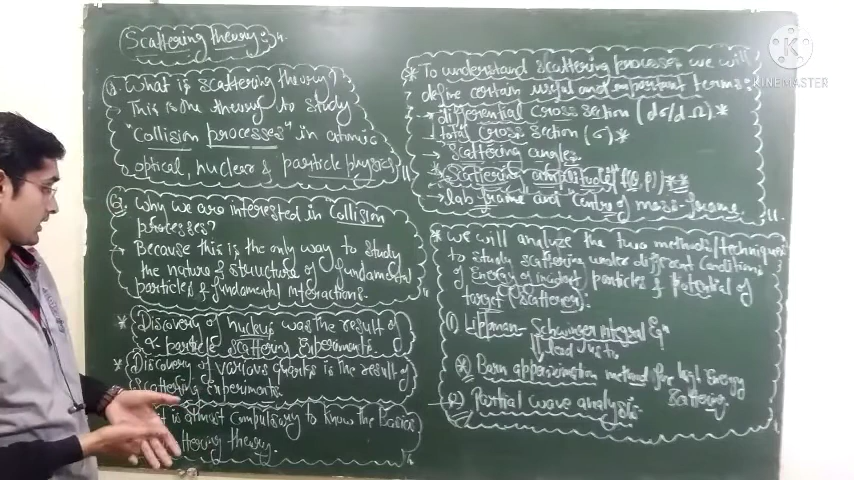 Scattering theory:
Q. What is scattering theory?
→ This is the theory to study
"Collision processes" in atomic
optical, nuclear & particle physics
Q. Why we are interested in "Collision
processes?
→ Because this is the only way to study
the nature & structure of fundamental
particles & fundamental interactions.
* Discovery of nucleus was the result of
α particle scattering Experiments.
* Discovery of various quarks is the result of
scattering experiments.
is almost compulsory to know the Basics
theory.
* To understand scattering processes we will
define certain useful and important terms:
→ differential cross section (dσ/dΩ) *
→ total cross section (σ) *
→ Scattering angles
Scattering amplitude **
→ lab frame" and "centre of mass-frame
* We will analyze the two methods/techniques
to study scattering under different conditions
of Energy of incident particles & potential of
target (scatterer).
(1) Lippman-Schwinger integral Eqn
lead us to
(*) Born approximation method for high Energy
scattering.
(2) Partial wave analysis.
KINEMASTER